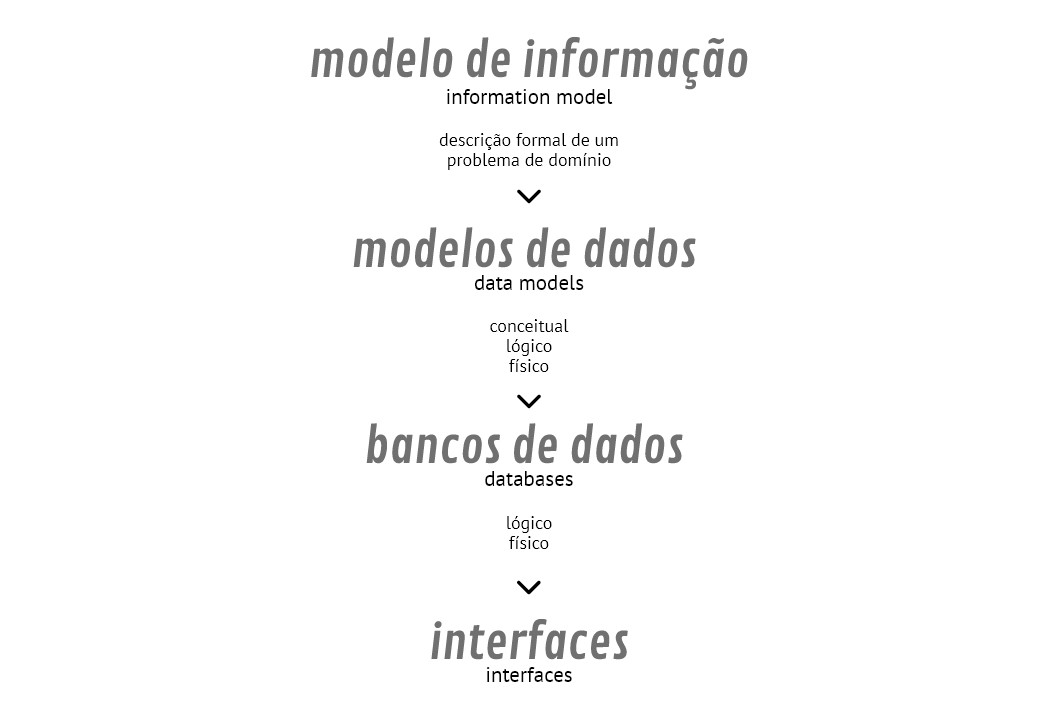 modelo de informação
information model
descrição formal de um
problema de domínio
modelos de dados
data models
conceitual
lógico
físico
bancos de dados
databases
lógico
físico
interfaces
interfaces